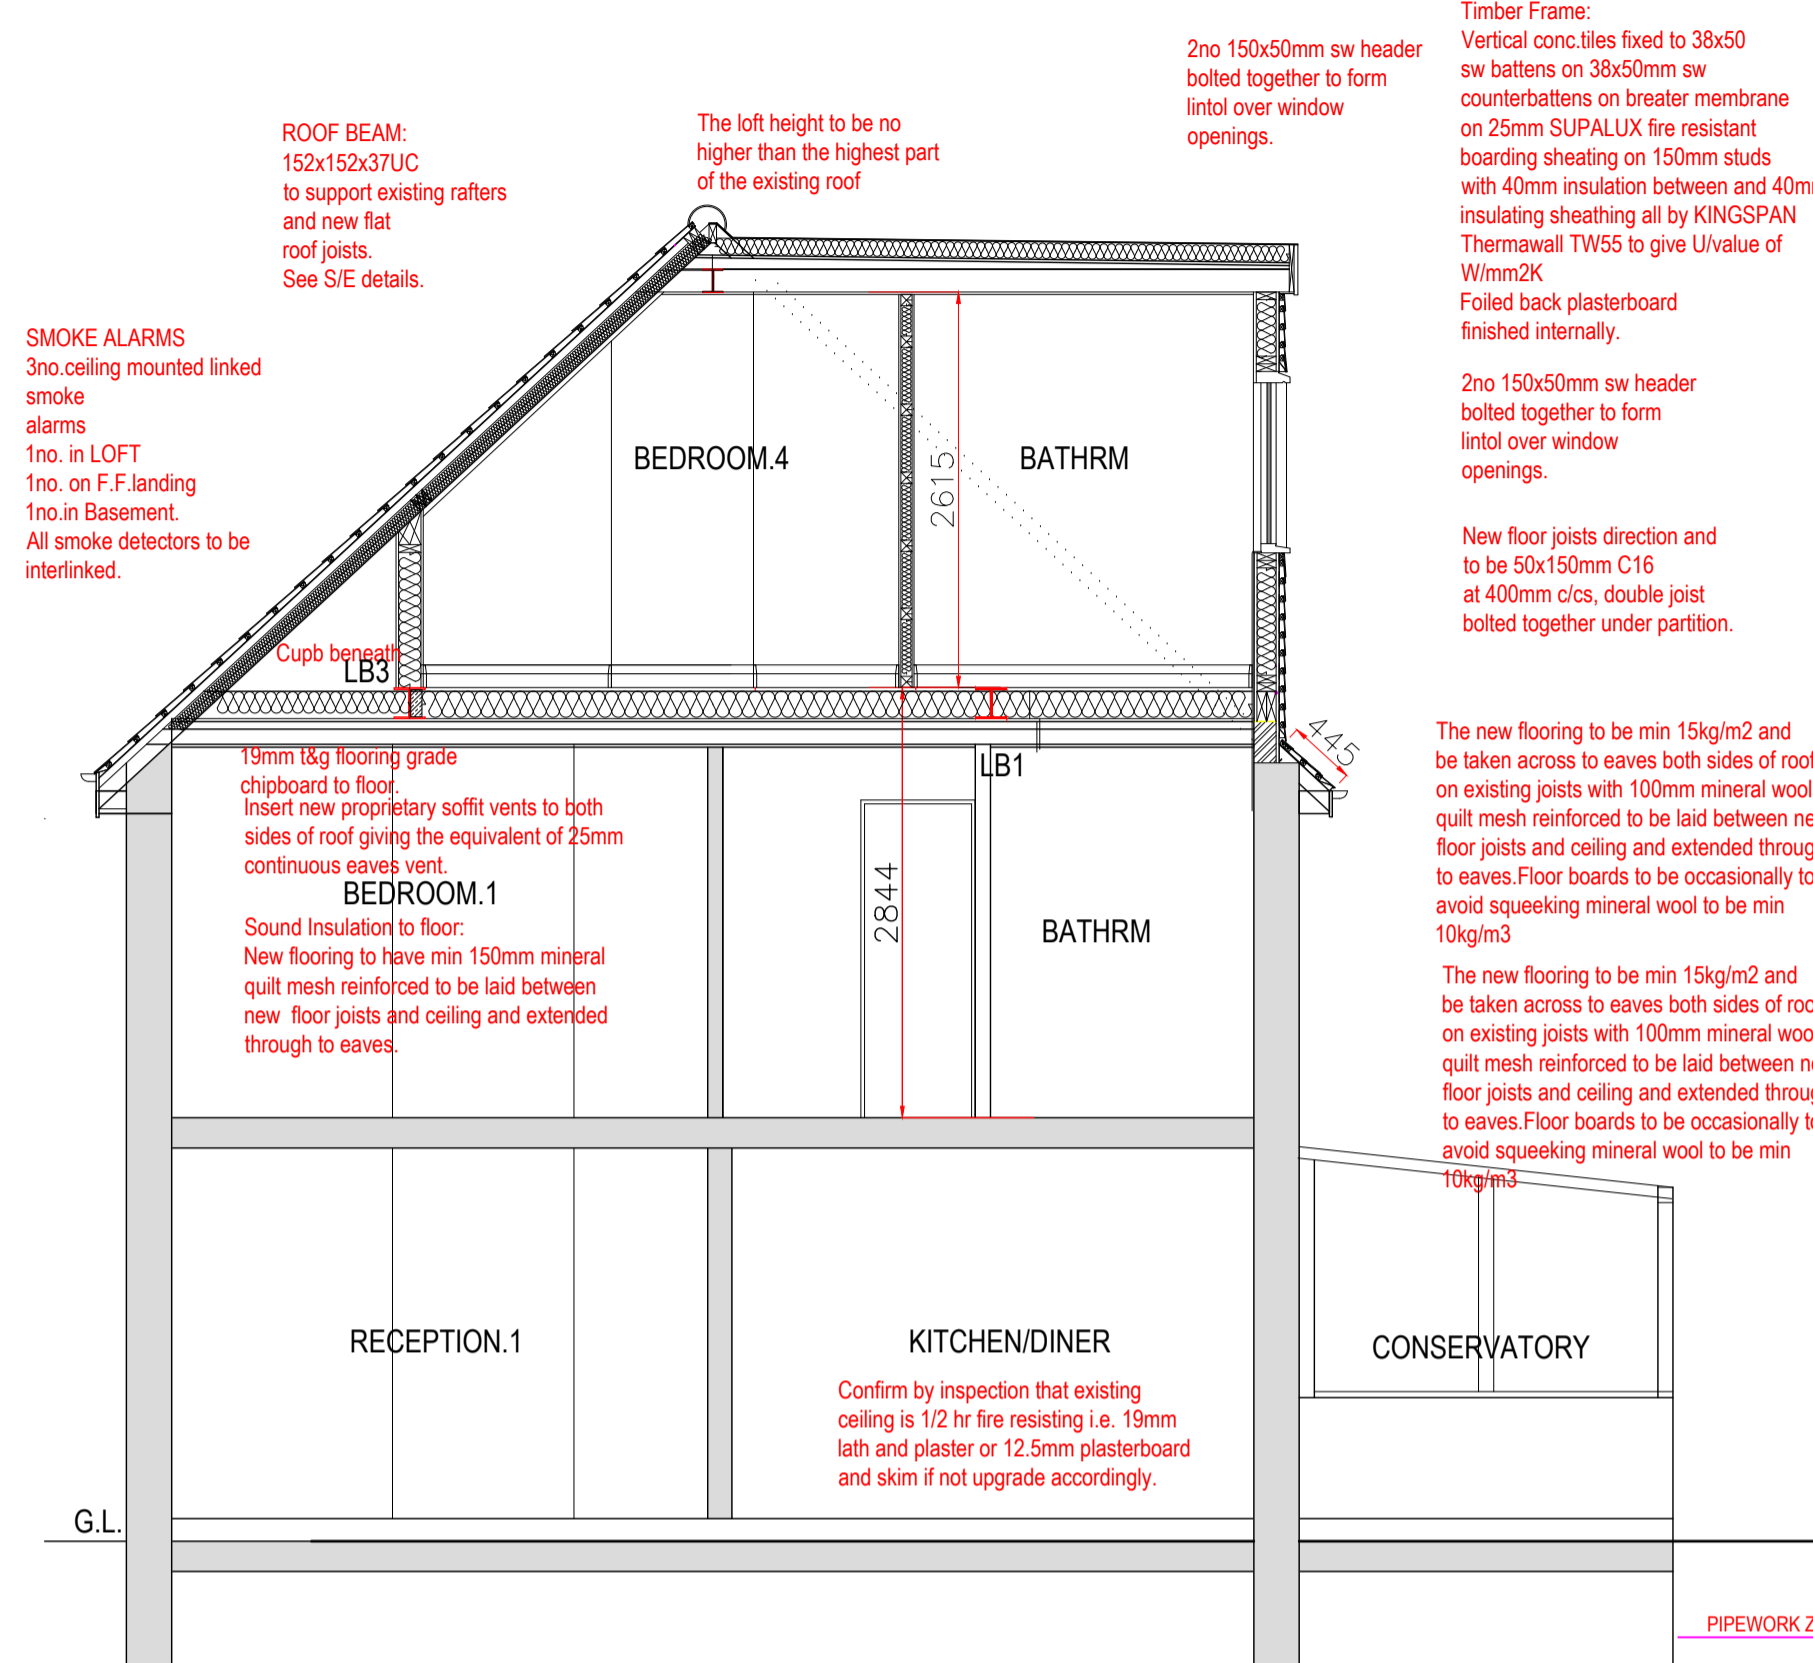 Timber Frame:
Vertical conc.tiles fixed to 38x50
sw battens on 38x50mm sw
counterbattens on breater membrane
on 25mm SUPALUX fire resistant
boarding sheating on 150mm studs
with 40mm insulation between and 40m
insulating sheathing all by KINGSPAN
Thermawall TW55 to give U/value of
W/mm2K
Foiled back plasterboard
finished internally.
2no 150x50mm sw header
bolted together to form
lintol over window
openings.
The loft height to be no
higher than the highest part
of the existing roof
ROOF BEAM:
152x152x37UC
to support existing rafters
and new flat
roof joists.
See S/E details.
SMOKE ALARMS
3no.ceiling mounted linked
smoke
alarms
1no. in LOFT
1no. on F.F.landing
1no.in Basement.
All smoke detectors to be
interlinked.
2no 150x50mm sw header
bolted together to form
lintol over window
openings.
BEDROOM.4
2615
BATHRM
New floor joists direction and
to be 50x150mm C16
at 400mm c/cs, double joist
bolted together under partition.
Cupb beneath
LB3
445
LB1
19mm t&g flooring grade
chipboard to floor.
Insert new proprietary soffit vents to both
sides of roof giving the equivalent of 25mm
continuous eaves vent.
BEDROOM.1
Sound Insulation to floor:
New flooring to have min 150mm mineral
quilt mesh reinforced to be laid between
new floor joists and ceiling and extended
through to eaves.
2844
BATHRM
The new flooring to be min 15kg/m2 and
be taken across to eaves both sides of roof
on existing joists with 100mm mineral wool
quilt mesh reinforced to be laid between ne
floor joists and ceiling and extended throug
to eaves.Floor boards to be occasionally to
avoid squeeking mineral wool to be min
10kg/m3
The new flooring to be min 15kg/m2 and
be taken across to eaves both sides of roo
on existing joists with 100mm mineral woo
quilt mesh reinforced to be laid between n
floor joists and ceiling and extended throug
to eaves.Floor boards to be occasionally to
avoid squeeking mineral wool to be min
10kg/m3
RECEPTION.1
KITCHEN/DINER
CONSERVATORY
Confirm by inspection that existing
ceiling is 1/2 hr fire resisting i.e. 19mm
lath and plaster or 12.5mm plasterboard
and skim if not upgrade accordingly.
G.L.
PIPEWORK Z